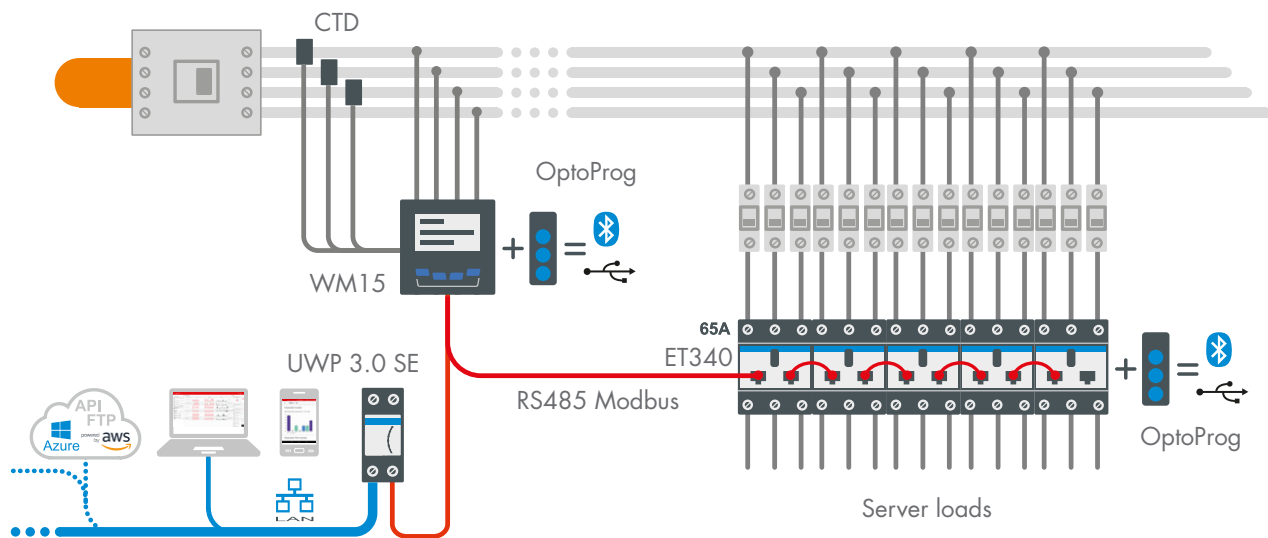 CTD
OptoProg
WM15
65A
ET340
UWP 3.0 SE
RS485 Modbus
API
FTP
Azure
powered
by
aws
LAN
OptoProg
Server loads